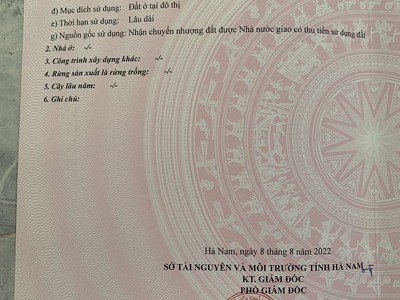 đ) Mục đích sử dụng: Đất ở tại đô thị
e) Thời hạn sử dụng: Lâu dài
g) Nguồn gốc sử dụng: Nhận chuyển nhượng đất được Nhà nước giao có thu tiền sử dụng đất
2. Nhà ở: -/-
3. Công trình xây dựng khác: -/-
4. Rừng sản xuất là rừng trồng: -/-
5. Cây lâu năm: -/-
6. Ghi chú:
Hà Nam, ngày 8 tháng 8 năm 2022
SỞ TÀI NGUYÊN VÀ MÔI TRƯỜNG TỈNH HÀ NAM
KT. GIÁM ĐỐC
PHÓ GIÁM ĐỐC